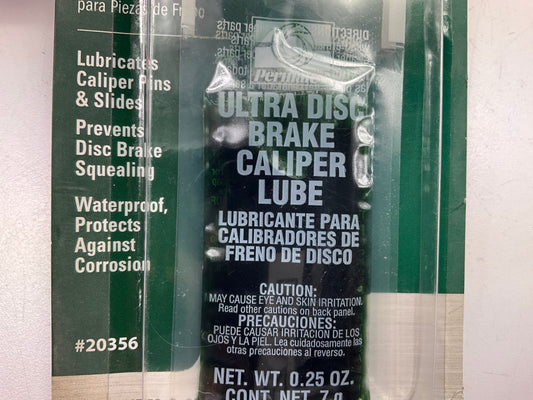 para Piezas de Freno
Lubricates
Caliper Pins
& Slides
Prevents
Disc Brake
Squealing
Waterproof,
Protects
Against
Corrosion
#20356
ULTRA DISC
BRAKE
CALIPER
LUBE
LUBRICANTE PARA
CALIBRADORES DE
FRENO DE DISCO
CAUTION:
MAY CAUSE EYE AND SKIN IRRITATION.
Read other cautions on back panel.
PRECAUCIONES:
PUEDE CAUSAR IRRITACION DE LOS
OJOS Y LA PIEL. Lea cuidadosamente las
otras precauciones al reverso.
NET. WT. 0.25 OZ.
CONT. NET. 7 g